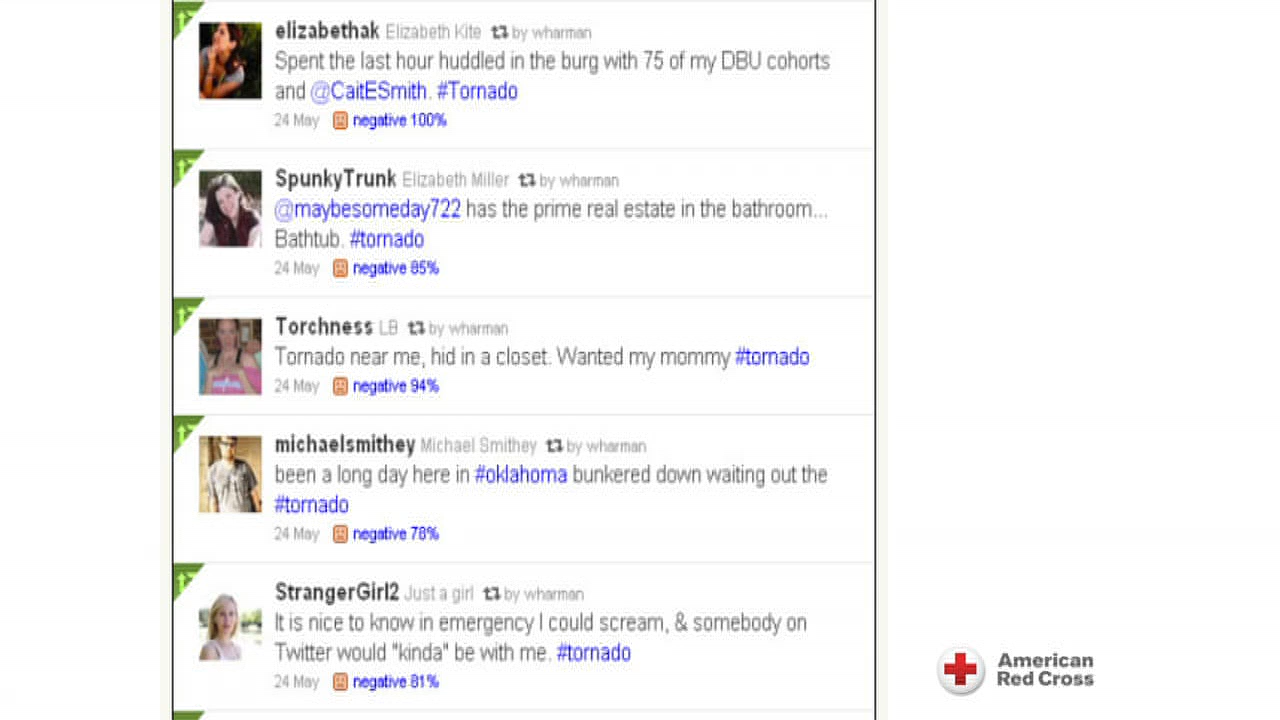 elizabethak Elizabeth Kite by wharman
Spent the last hour huddled in the burg with 75 of my DBU cohorts
and @CaitESmith. #Tornado
24 May negative 100%
SpunkyTrunk Elizabeth Miller by wharman
@maybesomeday722 has the prime real estate in the bathroom...
Bathtub. #tornado
24 May negative 85%
Torchness LB by wharman
Tornado near me, hid in a closet. Wanted my mommy #tornado
24 May negative 94%
michaelsmithey Michael Smithey by wharman
been a long day here in #oklahoma bunkered down waiting out the
#tornado
24 May negative 78%
StrangerGirl2 Just a girl by wharman
It is nice to know in emergency I could scream, & somebody on
Twitter would "kinda" be with me. #tornado
24 May negative 81%
American
Red Cross